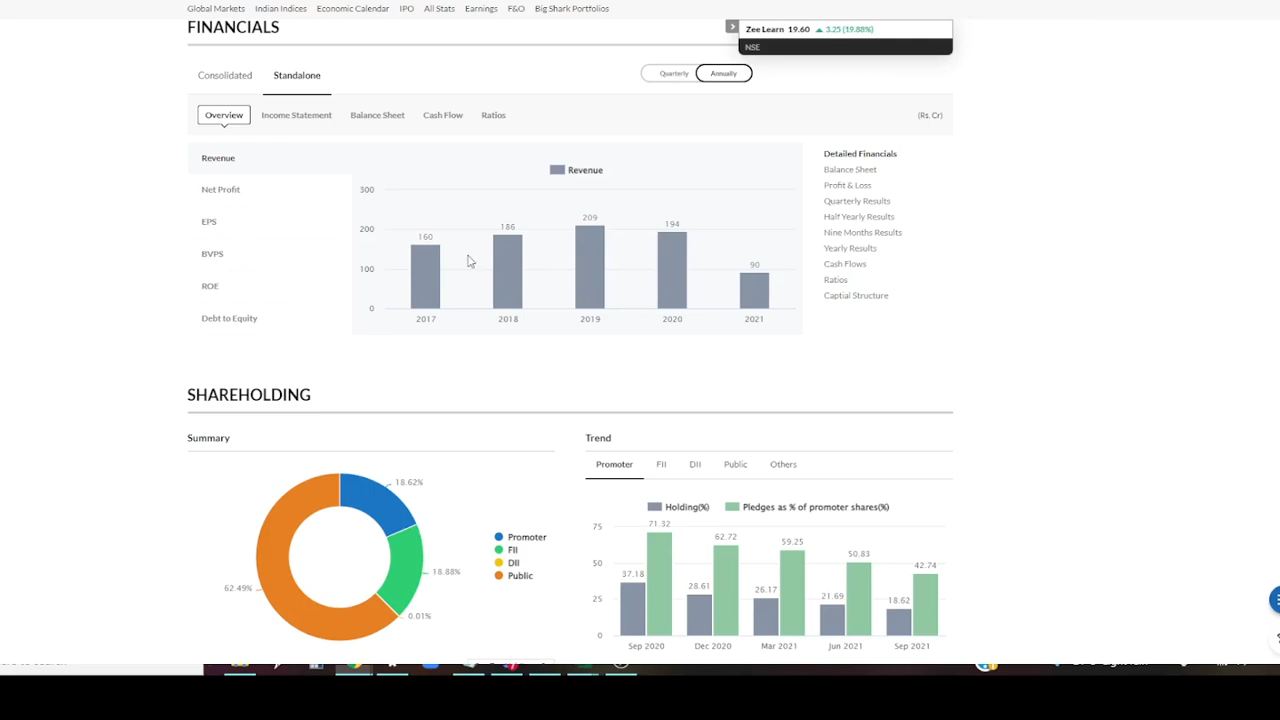 Global Markets Indian Indices Economic Calendar IPO All Stats Earnings F&O Big Shark Portfolios
FINANCIALS
Zee Learn 19.60 ▲ 3.25 (19.88%)
NSE
Consolidated Standalone
Quarterly Annually
Overview Income Statement Balance Sheet Cash Flow Ratios
(Rs. Cr)
Revenue
Net Profit
EPS
BVPS
ROE
Debt to Equity
Revenue
300
200
100
0
160
186
209
194
90
2017 2018 2019 2020 2021
Detailed Financials
Balance Sheet
Profit & Loss
Quarterly Results
Half Yearly Results
Nine Months Results
Yearly Results
Cash Flows
Ratios
Captial Structure
SHAREHOLDING
Summary
18.62%
18.88%
0.01%
62.49%
Promoter
FII
DII
Public
Trend
Promoter FII DII Public Others
Holding(%) Pledges as % of promoter shares(%)
75
50
25
0
37.18 71.32
28.61 62.72
26.17 59.25
21.69 50.83
18.62 42.74
Sep 2020 Dec 2020 Mar 2021 Jun 2021 Sep 2021